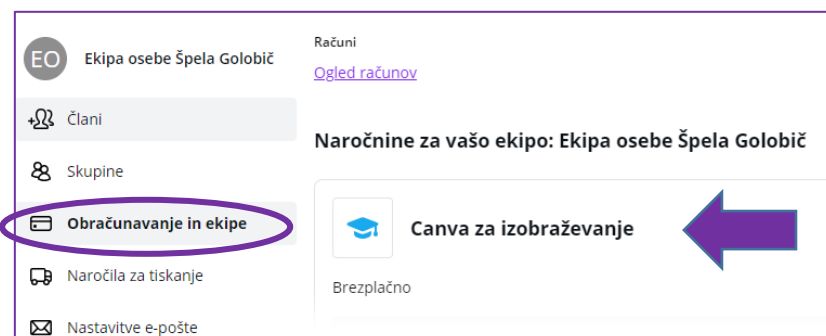 EO
Ekipa osebe Špela Golobič
Člani
Skupine
Obračunavanje in ekipe
Naročila za tiskanje
Nastavitve e-pošte
Računi
Ogled računov
Naročnine za vašo ekipo: Ekipa osebe Špela Golobič
Canva za izobraževanje
Brezplačno